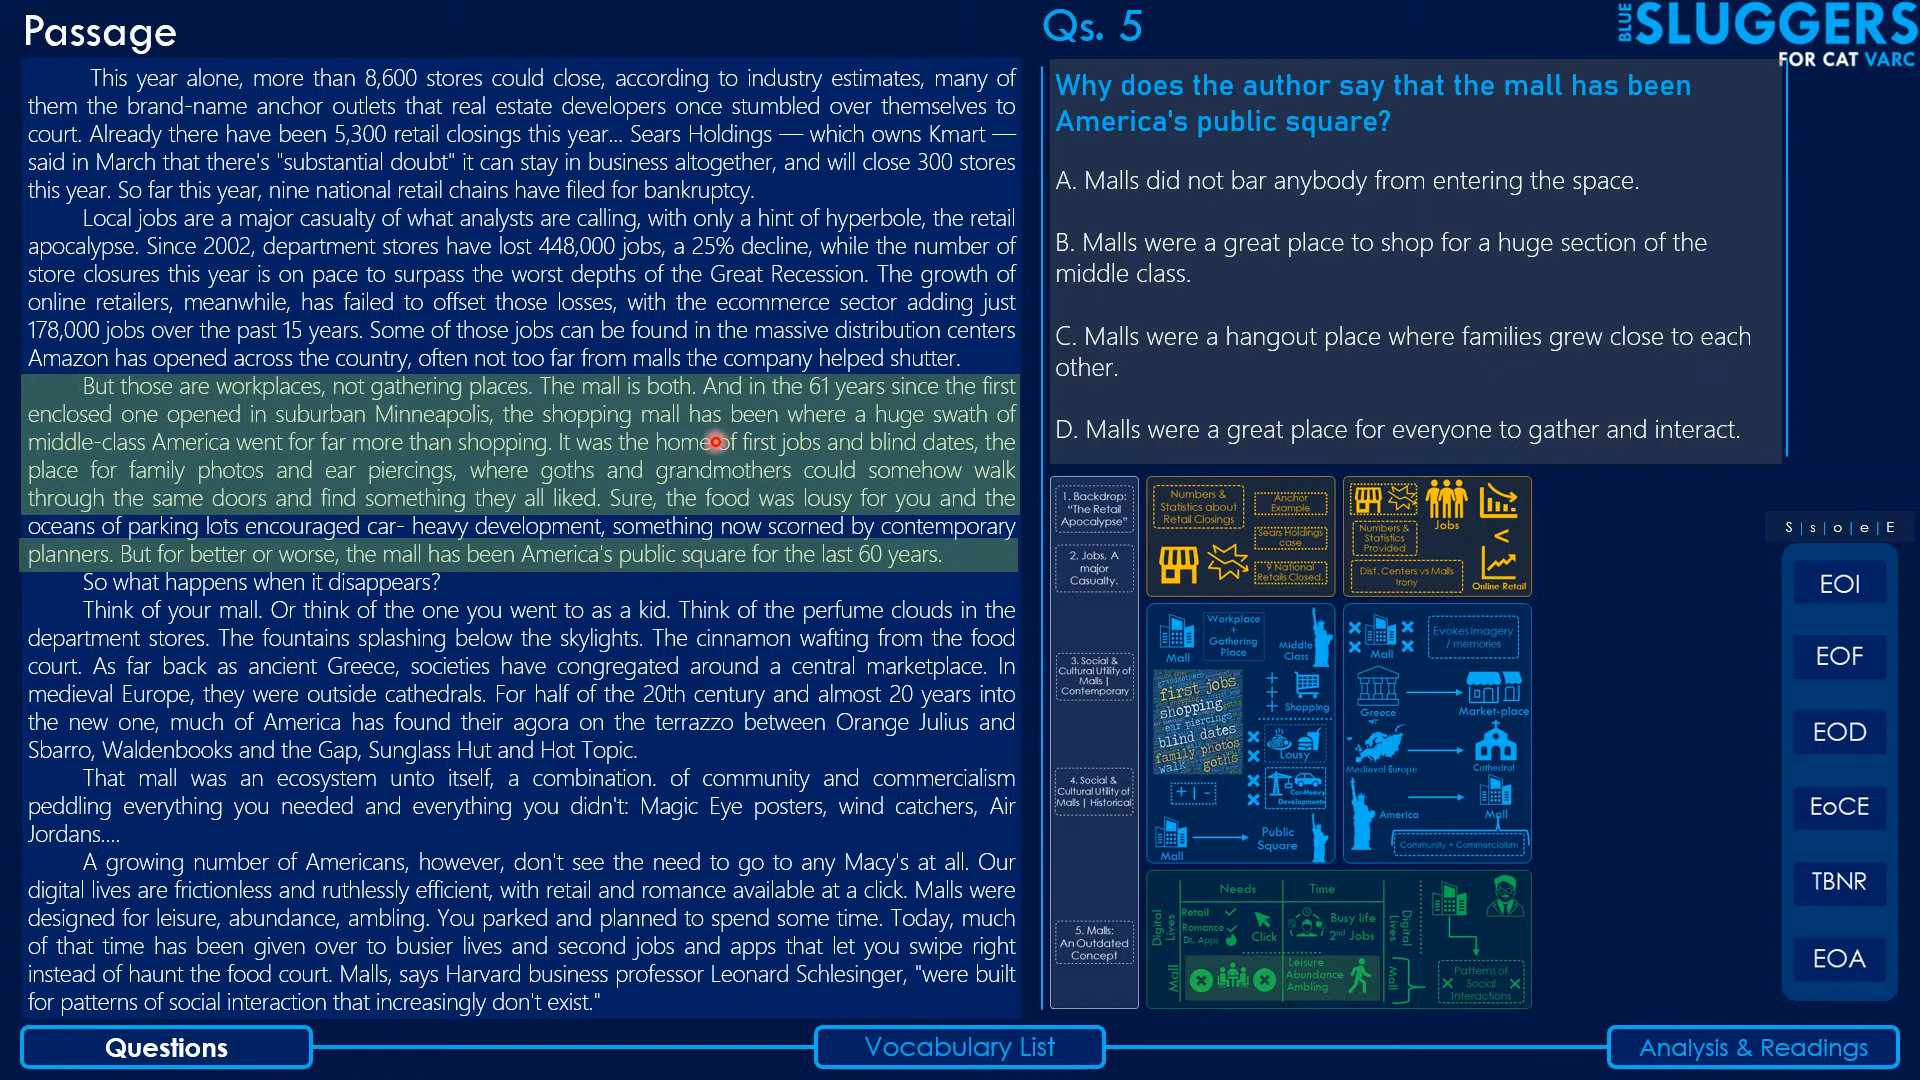 Passage
Qs. 5
BLUE SLUGGERS
FOR CAT VARC
This year alone, more than 8,600 stores could close, according to industry estimates, many of
them the brand-name anchor outlets that real estate developers once stumbled over themselves to
court. Already there have been 5,300 retail closings this year... Sears Holdings — which owns Kmart —
said in March that there's "substantial doubt" it can stay in business altogether, and will close 300 stores
this year. So far this year, nine national retail chains have filed for bankruptcy.
Local jobs are a major casualty of what analysts are calling, with only a hint of hyperbole, the retail
apocalypse. Since 2002, department stores have lost 448,000 jobs, a 25% decline, while the number of
store closures this year is on pace to surpass the worst depths of the Great Recession. The growth of
online retailers, meanwhile, has failed to offset those losses, with the ecommerce sector adding just
178,000 jobs over the past 15 years. Some of those jobs can be found in the massive distribution centers
Amazon has opened across the country, often not too far from malls the company helped shutter.
But those are workplaces, not gathering places. The mall is both. And in the 61 years since the first
enclosed one opened in suburban Minneapolis, the shopping mall has been where a huge swath of
middle-class America went for far more than shopping. It was the home of first jobs and blind dates, the
place for family photos and ear piercings, where goths and grandmothers could somehow walk
through the same doors and find something they all liked. Sure, the food was lousy for you and the
oceans of parking lots encouraged car- heavy development, something now scorned by contemporary
planners. But for better or worse, the mall has been America's public square for the last 60 years.
So what happens when it disappears?
Think of your mall. Or think of the one you went to as a kid. Think of the perfume clouds in the
department stores. The fountains splashing below the skylights. The cinnamon wafting from the food
court. As far back as ancient Greece, societies have congregated around a central marketplace. In
medieval Europe, they were outside cathedrals. For half of the 20th century and almost 20 years into
the new one, much of America has found their agora on the terrazzo between Orange Julius and
Sbarro, Waldenbooks and the Gap, Sunglass Hut and Hot Topic.
That mall was an ecosystem unto itself, a combination. of community and commercialism
peddling everything you needed and everything you didn't: Magic Eye posters, wind catchers, Air
Jordans....
A growing number of Americans, however, don't see the need to go to any Macy's at all. Our
digital lives are frictionless and ruthlessly efficient, with retail and romance available at a click. Malls were
designed for leisure, abundance, ambling. You parked and planned to spend some time. Today, much
of that time has been given over to busier lives and second jobs and apps that let you swipe right
instead of haunt the food court. Malls, says Harvard business professor Leonard Schlesinger, "were built
for patterns of social interaction that increasingly don't exist."
Why does the author say that the mall has been
America's public square?
A. Malls did not bar anybody from entering the space.
B. Malls were a great place to shop for a huge section of the
middle class.
C. Malls were a hangout place where families grew close to each
other.
D. Malls were a great place for everyone to gather and interact.
1. Backdrop:
"The Retail
Apocalypse"
2. Jobs, A
major
Casualty.
3. Social &
Cultural Utility of
Malls |
Contemporary
4. Social &
Cultural Utility of
Malls | Historical
5. Malls:
An Outdated
Concept
Numbers &
Statistics about
Retail Closings
Anchor
Example
Sears Holdings
case
9 National
Retails Closed.
Jobs
Numbers &
Statistics
Provided
<
Dist. Centers vs Malls
Irony
Online Retail
Mall
Workplace
+
Gathering
Place
Middle
Class
first jobs
shopping
ear piercings
blind dates
family photos
walk goths
+
+
+
Shopping
Lousy
Car-Heavy
Developments
+ | -
Mall
Public
Square
Mall
Evokes Imagery
/ memories
Greece
Market-place
Medieval Europe
Cathedral
America
Mall
Community + Commercialism
Needs
Time
Digital
Lives
Retail
Romance
Dt. Apps
Click
Busy life
2nd Jobs
Digital
Lives
Mall
Leisure
Abundance
Ambling
Mall
Patterns of
Social
Interactions
S | s | o | e | E
EOI
EOF
EOD
EoCE
TBNR
EOA
Questions
Vocabulary List
Analysis & Readings